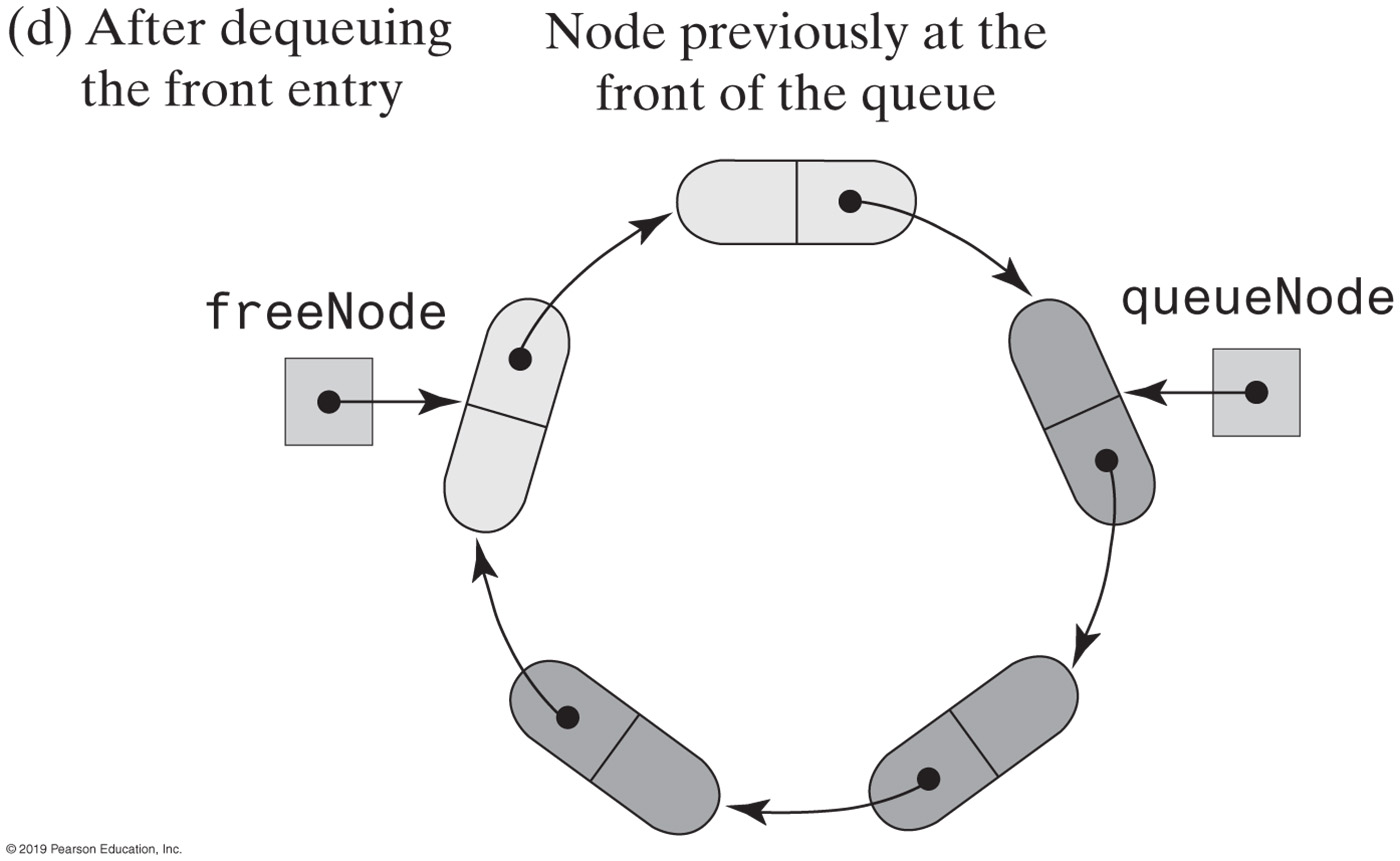 (d) After dequeuing
the front entry
Node previously at the
front of the queue
freeNode
queueNode
© 2019 Pearson Education, Inc.